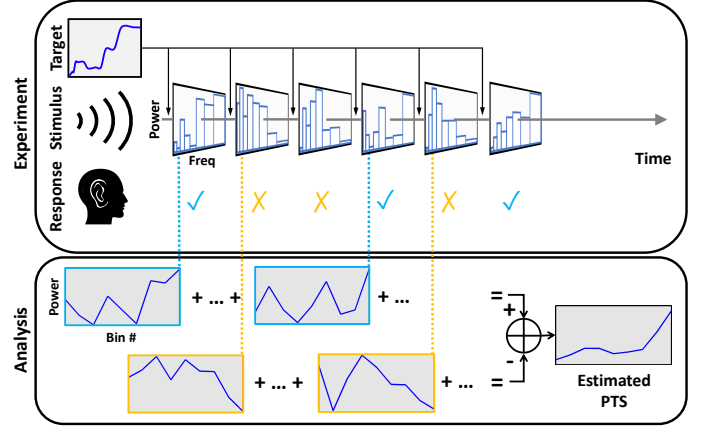 Experiment
Target
Stimulus
Response
Power
Freq
Time
✓ ✗ ✗ ✓ ✗ ✓
Analysis
Power
+ ... + + ... =
Bin #
+
-
+ ... + + ... =
Estimated
PTS